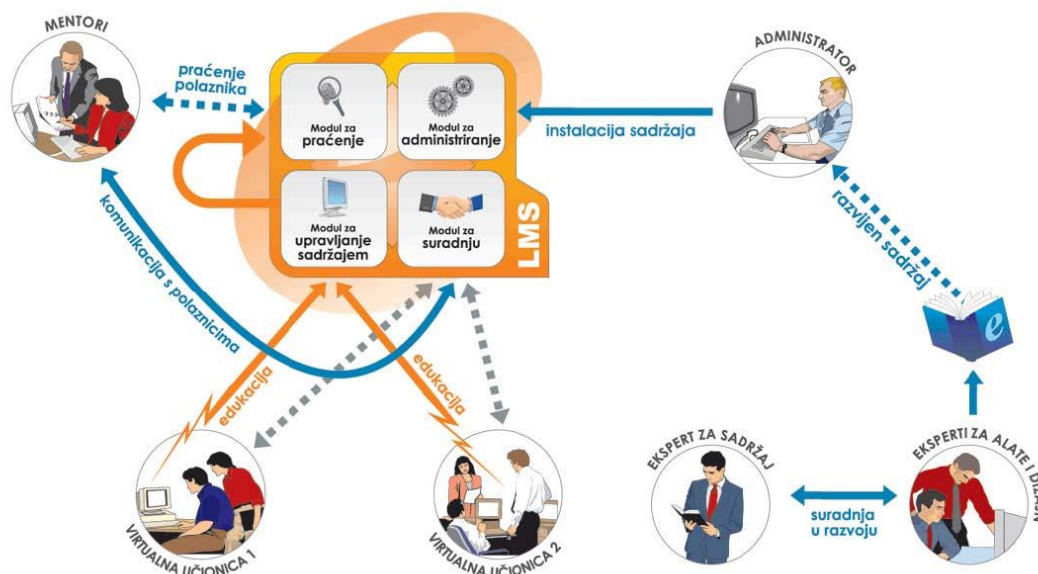 MENTORI
praćenje
polaznika
Modul za
praćenje
Modul za
administriranje
Modul za
upravljanje
sadržajem
Modul za
suradnju
LMS
instalacija sadržaja
ADMINISTRATOR
razvijen sadržaj
e
komunikacija s polaznicima
edukacija
edukacija
VIRTUALNA UČIONICA 1
VIRTUALNA UČIONICA 2
EKSPERT ZA SADRŽAJ
suradnja
u razvoju
EKSPERTI ZA ALATE I DIZAJN